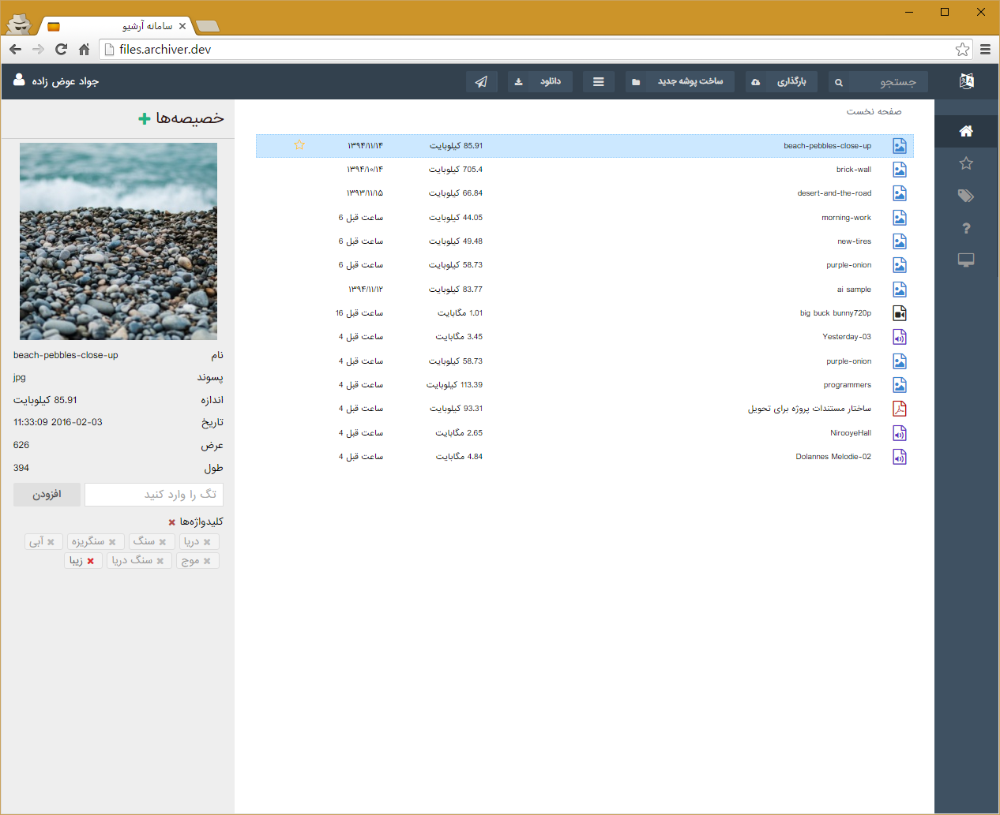 سامانه آرشیو
files.archiver.dev
جستجو
بارگذاری
ساخت پوشه جدید
دانلود
جواد عوض زاده
صفحه نخست
beach-pebbles-close-up 85.91 کیلوبایت ۱۳۹۴/۱۱/۱۴
brick-wall 705.4 کیلوبایت ۱۳۹۴/۱۰/۱۴
desert-and-the-road 66.84 کیلوبایت ۱۳۹۳/۱۱/۱۵
morning-work 44.05 کیلوبایت 6 ساعت قبل
new-tires 49.48 کیلوبایت 6 ساعت قبل
purple-onion 58.73 کیلوبایت 6 ساعت قبل
ai sample 83.77 کیلوبایت ۱۳۹۴/۱۱/۱۲
big buck bunny720p 1.01 مگابایت 16 ساعت قبل
Yesterday-03 3.45 مگابایت 4 ساعت قبل
purple-onion 58.73 کیلوبایت 4 ساعت قبل
programmers 113.39 کیلوبایت 4 ساعت قبل
ساختار مستندات پروژه برای تحویل 93.31 کیلوبایت 4 ساعت قبل
NirooyeHall 2.65 مگابایت 4 ساعت قبل
Dolannes Melodie-02 4.84 مگابایت 4 ساعت قبل
خصیصه‌ها
نام beach-pebbles-close-up
پسوند jpg
اندازه 85.91 کیلوبایت
تاریخ 2016-02-03 11:33:09
عرض 626
طول 394
تگ را وارد کنید افزودن
کلیدواژه‌ها
دریا سنگ سنگریزه آبی
موج سنگ دریا زیبا